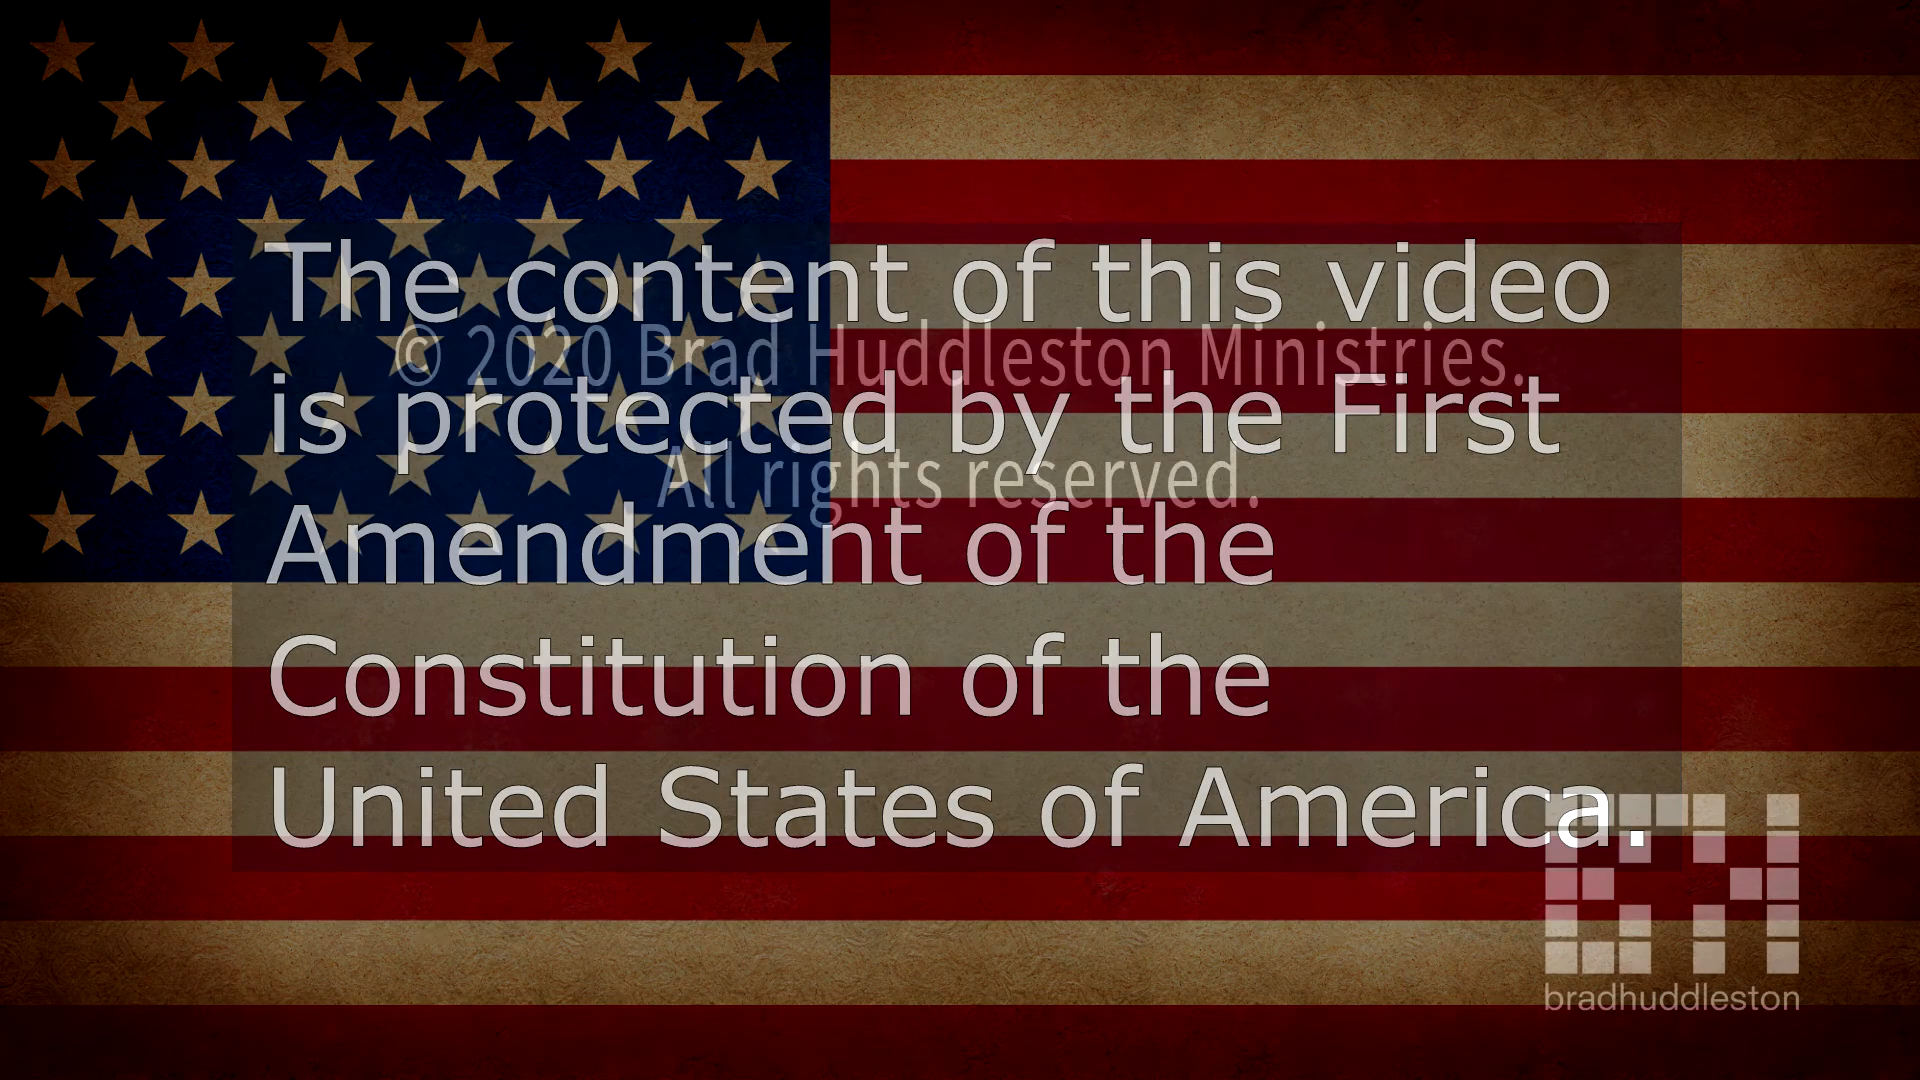 The content of this video
© 2020 Brad Huddleston Ministries.
is protected by the First
All rights reserved.
Amendment of the
Constitution of the
United States of America.
bradhuddleston